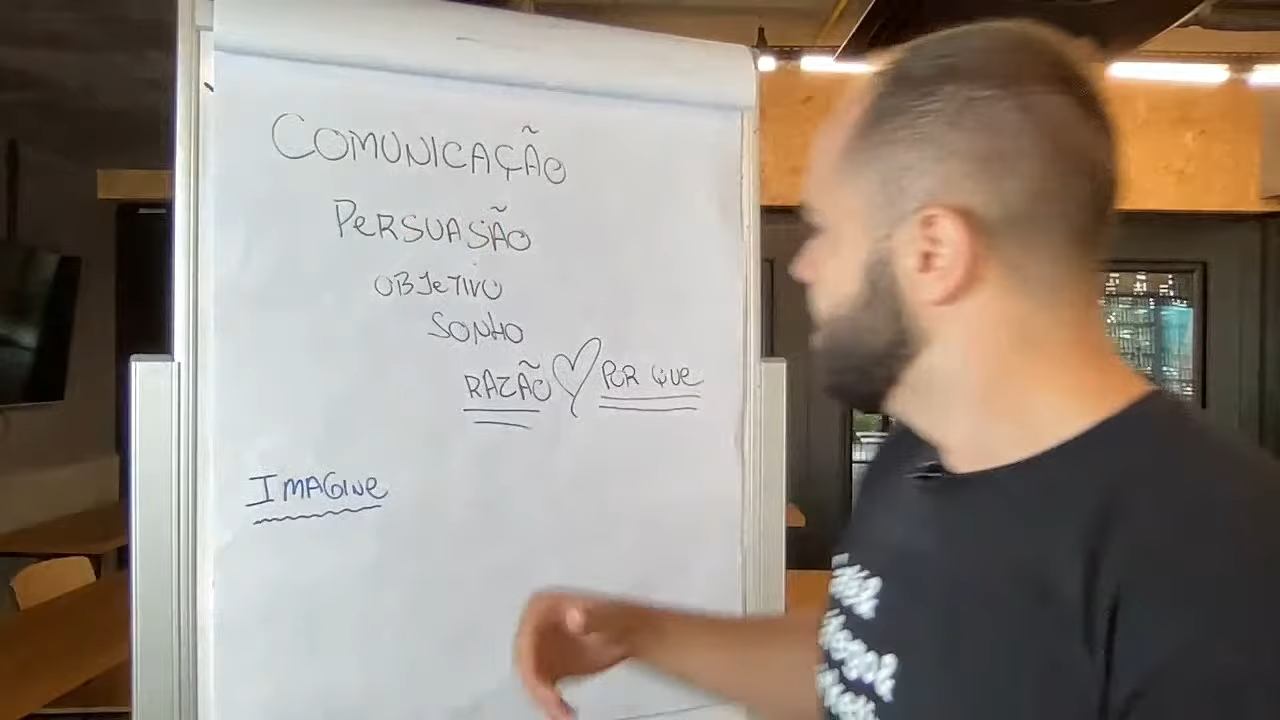 COMUNICAÇÃO
PERSUASÃO
OBJETIVO
SONHO
RAZÃO POR QUE
IMAGINE